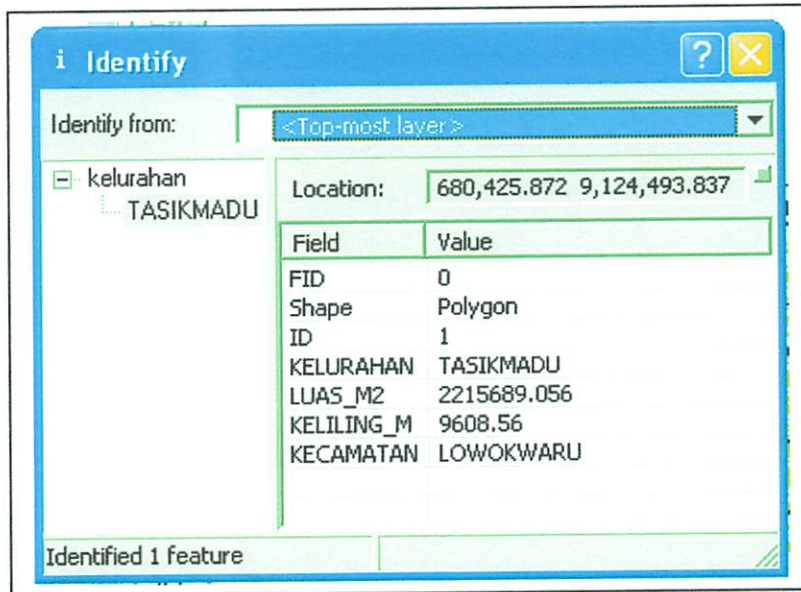 i Identify
Identify from: <Top-most layer>
kelurahan
TASIKMADU
Location: 680,425.872 9,124,493.837
Field Value
FID 0
Shape Polygon
ID 1
KELURAHAN TASIKMADU
LUAS_M2 2215689.056
KELILING_M 9608.56
KECAMATAN LOWOKWARU
Identified 1 feature